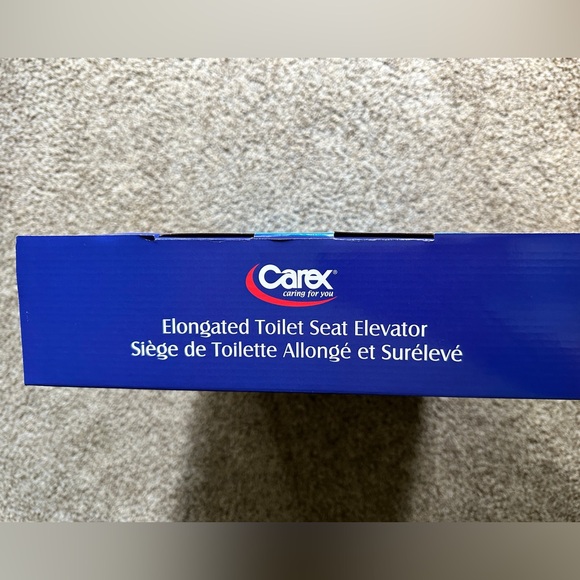 Carex®
caring for you
Elongated Toilet Seat Elevator
Siège de Toilette Allongé et Surélevé